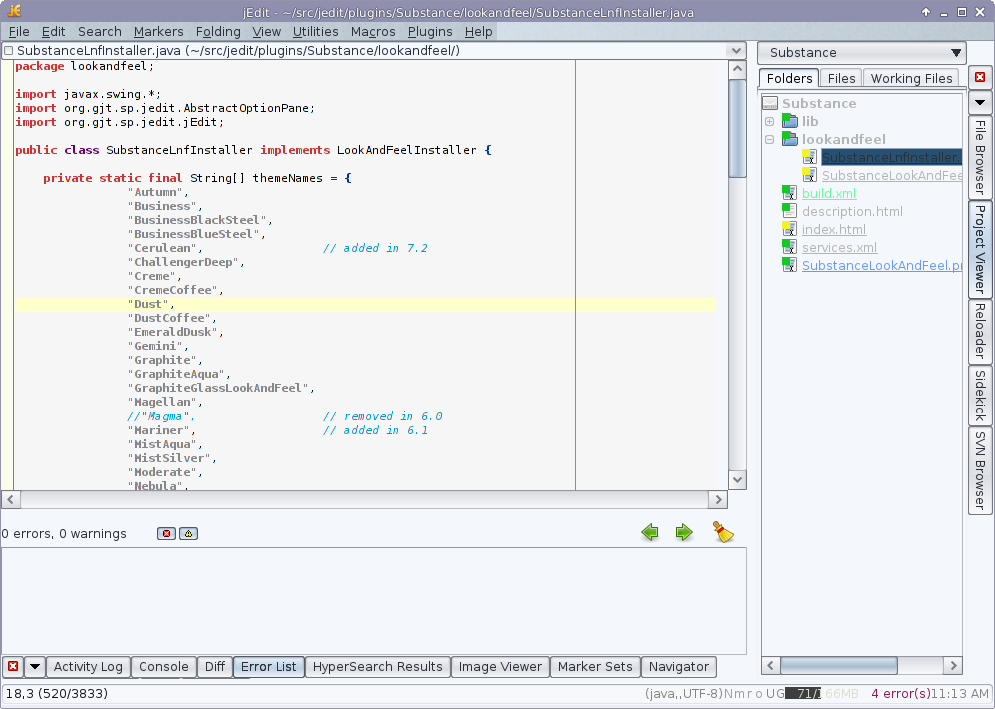 jEdit - ~/src/jedit/plugins/Substance/lookandfeel/SubstanceLnfInstaller.java
File Edit Search Markers Folding View Utilities Macros Plugins Help
SubstanceLnfInstaller.java (~/src/jedit/plugins/Substance/lookandfeel/)
package lookandfeel;
import javax.swing.*;
import org.gjt.sp.jedit.AbstractOptionPane;
import org.gjt.sp.jedit.jEdit;
public class SubstanceLnfInstaller implements LookAndFeelInstaller {
private static final String[] themeNames = {
"Autumn",
"Business",
"BusinessBlackSteel",
"BusinessBlueSteel",
"Cerulean", // added in 7.2
"ChallengerDeep",
"Creme",
"CremeCoffee",
"Dust",
"DustCoffee",
"EmeraldDusk",
"Gemini",
"Graphite",
"GraphiteAqua",
"GraphiteGlassLookAndFeel",
"Magellan",
//"Magma", // removed in 6.0
"Mariner", // added in 6.1
"MistAqua",
"MistSilver",
"Moderate",
"Nebula",
0 errors, 0 warnings
Activity Log Console Diff Error List HyperSearch Results Image Viewer Marker Sets Navigator
18,3 (520/3833)
(java,,UTF-8)Nmr o UG 71/166MB 4 error(s)11:13 AM
Substance
Folders Files Working Files
Substance
lib
lookandfeel
SubstanceLnfInstaller.
SubstanceLookAndFee
build.xml
description.html
index.html
services.xml
SubstanceLookAndFeel.pr
File Browser
Project Viewer
Reloader
Sidekick
SVN Browser